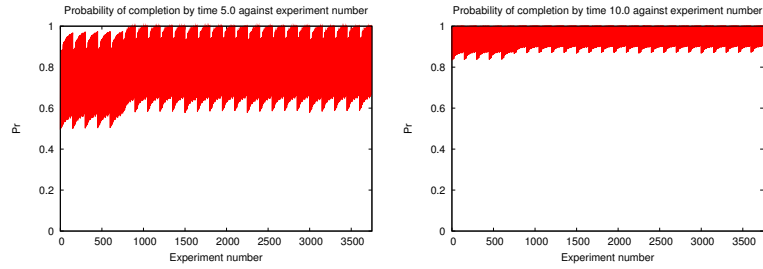 Probability of completion by time 5.0 against experiment number
1
0.8
0.6
0.4
0.2
0
Pr
0 500 1000 1500 2000 2500 3000 3500
Experiment number
Probability of completion by time 10.0 against experiment number
1
0.8
0.6
0.4
0.2
0
Pr
0 500 1000 1500 2000 2500 3000 3500
Experiment number